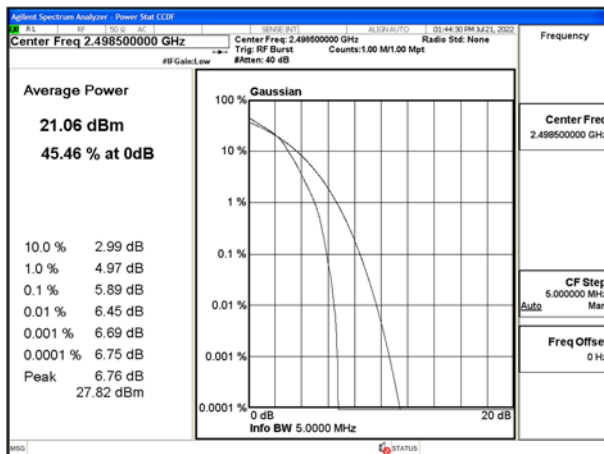 Agilent Spectrum Analyzer - Power Stat CCDF
RL RF 50 Ω AC SENSE:INT ALIGN AUTO 01:44:30 PM Jul 21, 2022
Center Freq 2.498500000 GHz
Center Freq: 2.498500000 GHz Radio Std: None
Trig: RF Burst Counts:1.00 M/1.00 Mpt
#IFGain:Low #Atten: 40 dB
Frequency
Average Power
21.06 dBm
45.46 % at 0dB
10.0 % 2.99 dB
1.0 % 4.97 dB
0.1 % 5.89 dB
0.01 % 6.45 dB
0.001 % 6.69 dB
0.0001 % 6.75 dB
Peak 6.76 dB
27.82 dBm
Gaussian
100 %
10 %
1 %
0.1 %
0.01 %
0.001 %
0.0001 %
0 dB 20 dB
Info BW 5.0000 MHz
Center Freq
2.498500000 GHz
CF Step
5.000000 MHz
Auto Man
Freq Offset
0 Hz
MSG STATUS